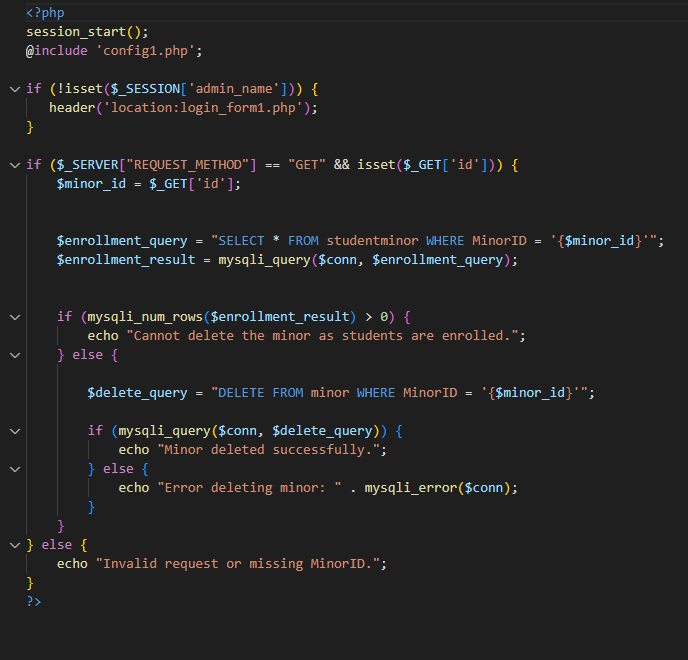 <?php
session_start();
@include 'config1.php';
if (!isset($_SESSION['admin_name'])) {
header('location:login_form1.php');
}
if ($_SERVER["REQUEST_METHOD"] == "GET" && isset($_GET['id'])) {
$minor_id = $_GET['id'];
$enrollment_query = "SELECT * FROM studentminor WHERE MinorID = '{$minor_id}'";
$enrollment_result = mysqli_query($conn, $enrollment_query);
if (mysqli_num_rows($enrollment_result) > 0) {
echo "Cannot delete the minor as students are enrolled.";
} else {
$delete_query = "DELETE FROM minor WHERE MinorID = '{$minor_id}'";
if (mysqli_query($conn, $delete_query)) {
echo "Minor deleted successfully.";
} else {
echo "Error deleting minor: " . mysqli_error($conn);
}
}
} else {
echo "Invalid request or missing MinorID.";
}
?>